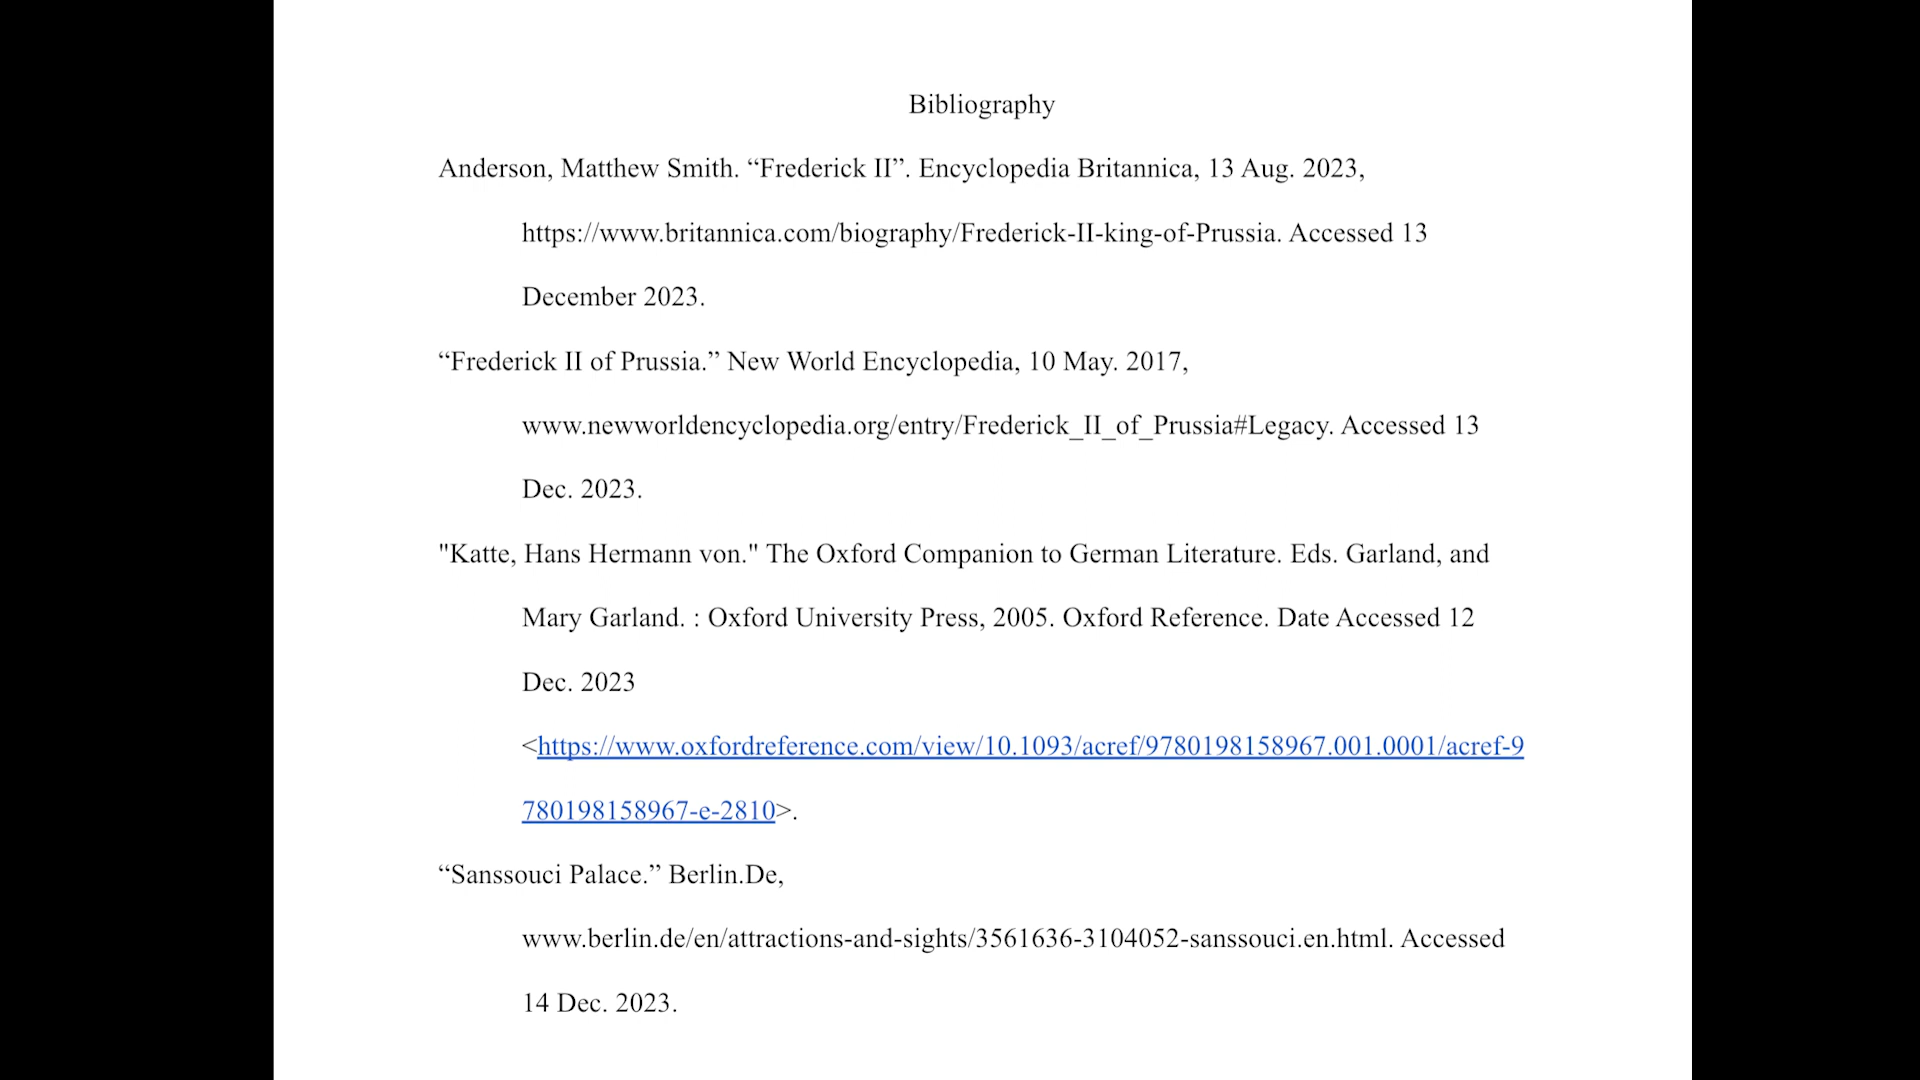 Bibliography
Anderson, Matthew Smith. “Frederick II”. Encyclopedia Britannica, 13 Aug. 2023,
https://www.britannica.com/biography/Frederick-II-king-of-Prussia. Accessed 13
December 2023.
“Frederick II of Prussia.” New World Encyclopedia, 10 May. 2017,
www.newworldencyclopedia.org/entry/Frederick_II_of_Prussia#Legacy. Accessed 13
Dec. 2023.
"Katte, Hans Hermann von." The Oxford Companion to German Literature. Eds. Garland, and
Mary Garland. : Oxford University Press, 2005. Oxford Reference. Date Accessed 12
Dec. 2023
<https://www.oxfordreference.com/view/10.1093/acref/9780198158967.001.0001/acref-9
780198158967-e-2810>.
“Sanssouci Palace.” Berlin.De,
www.berlin.de/en/attractions-and-sights/3561636-3104052-sanssouci.en.html. Accessed
14 Dec. 2023.